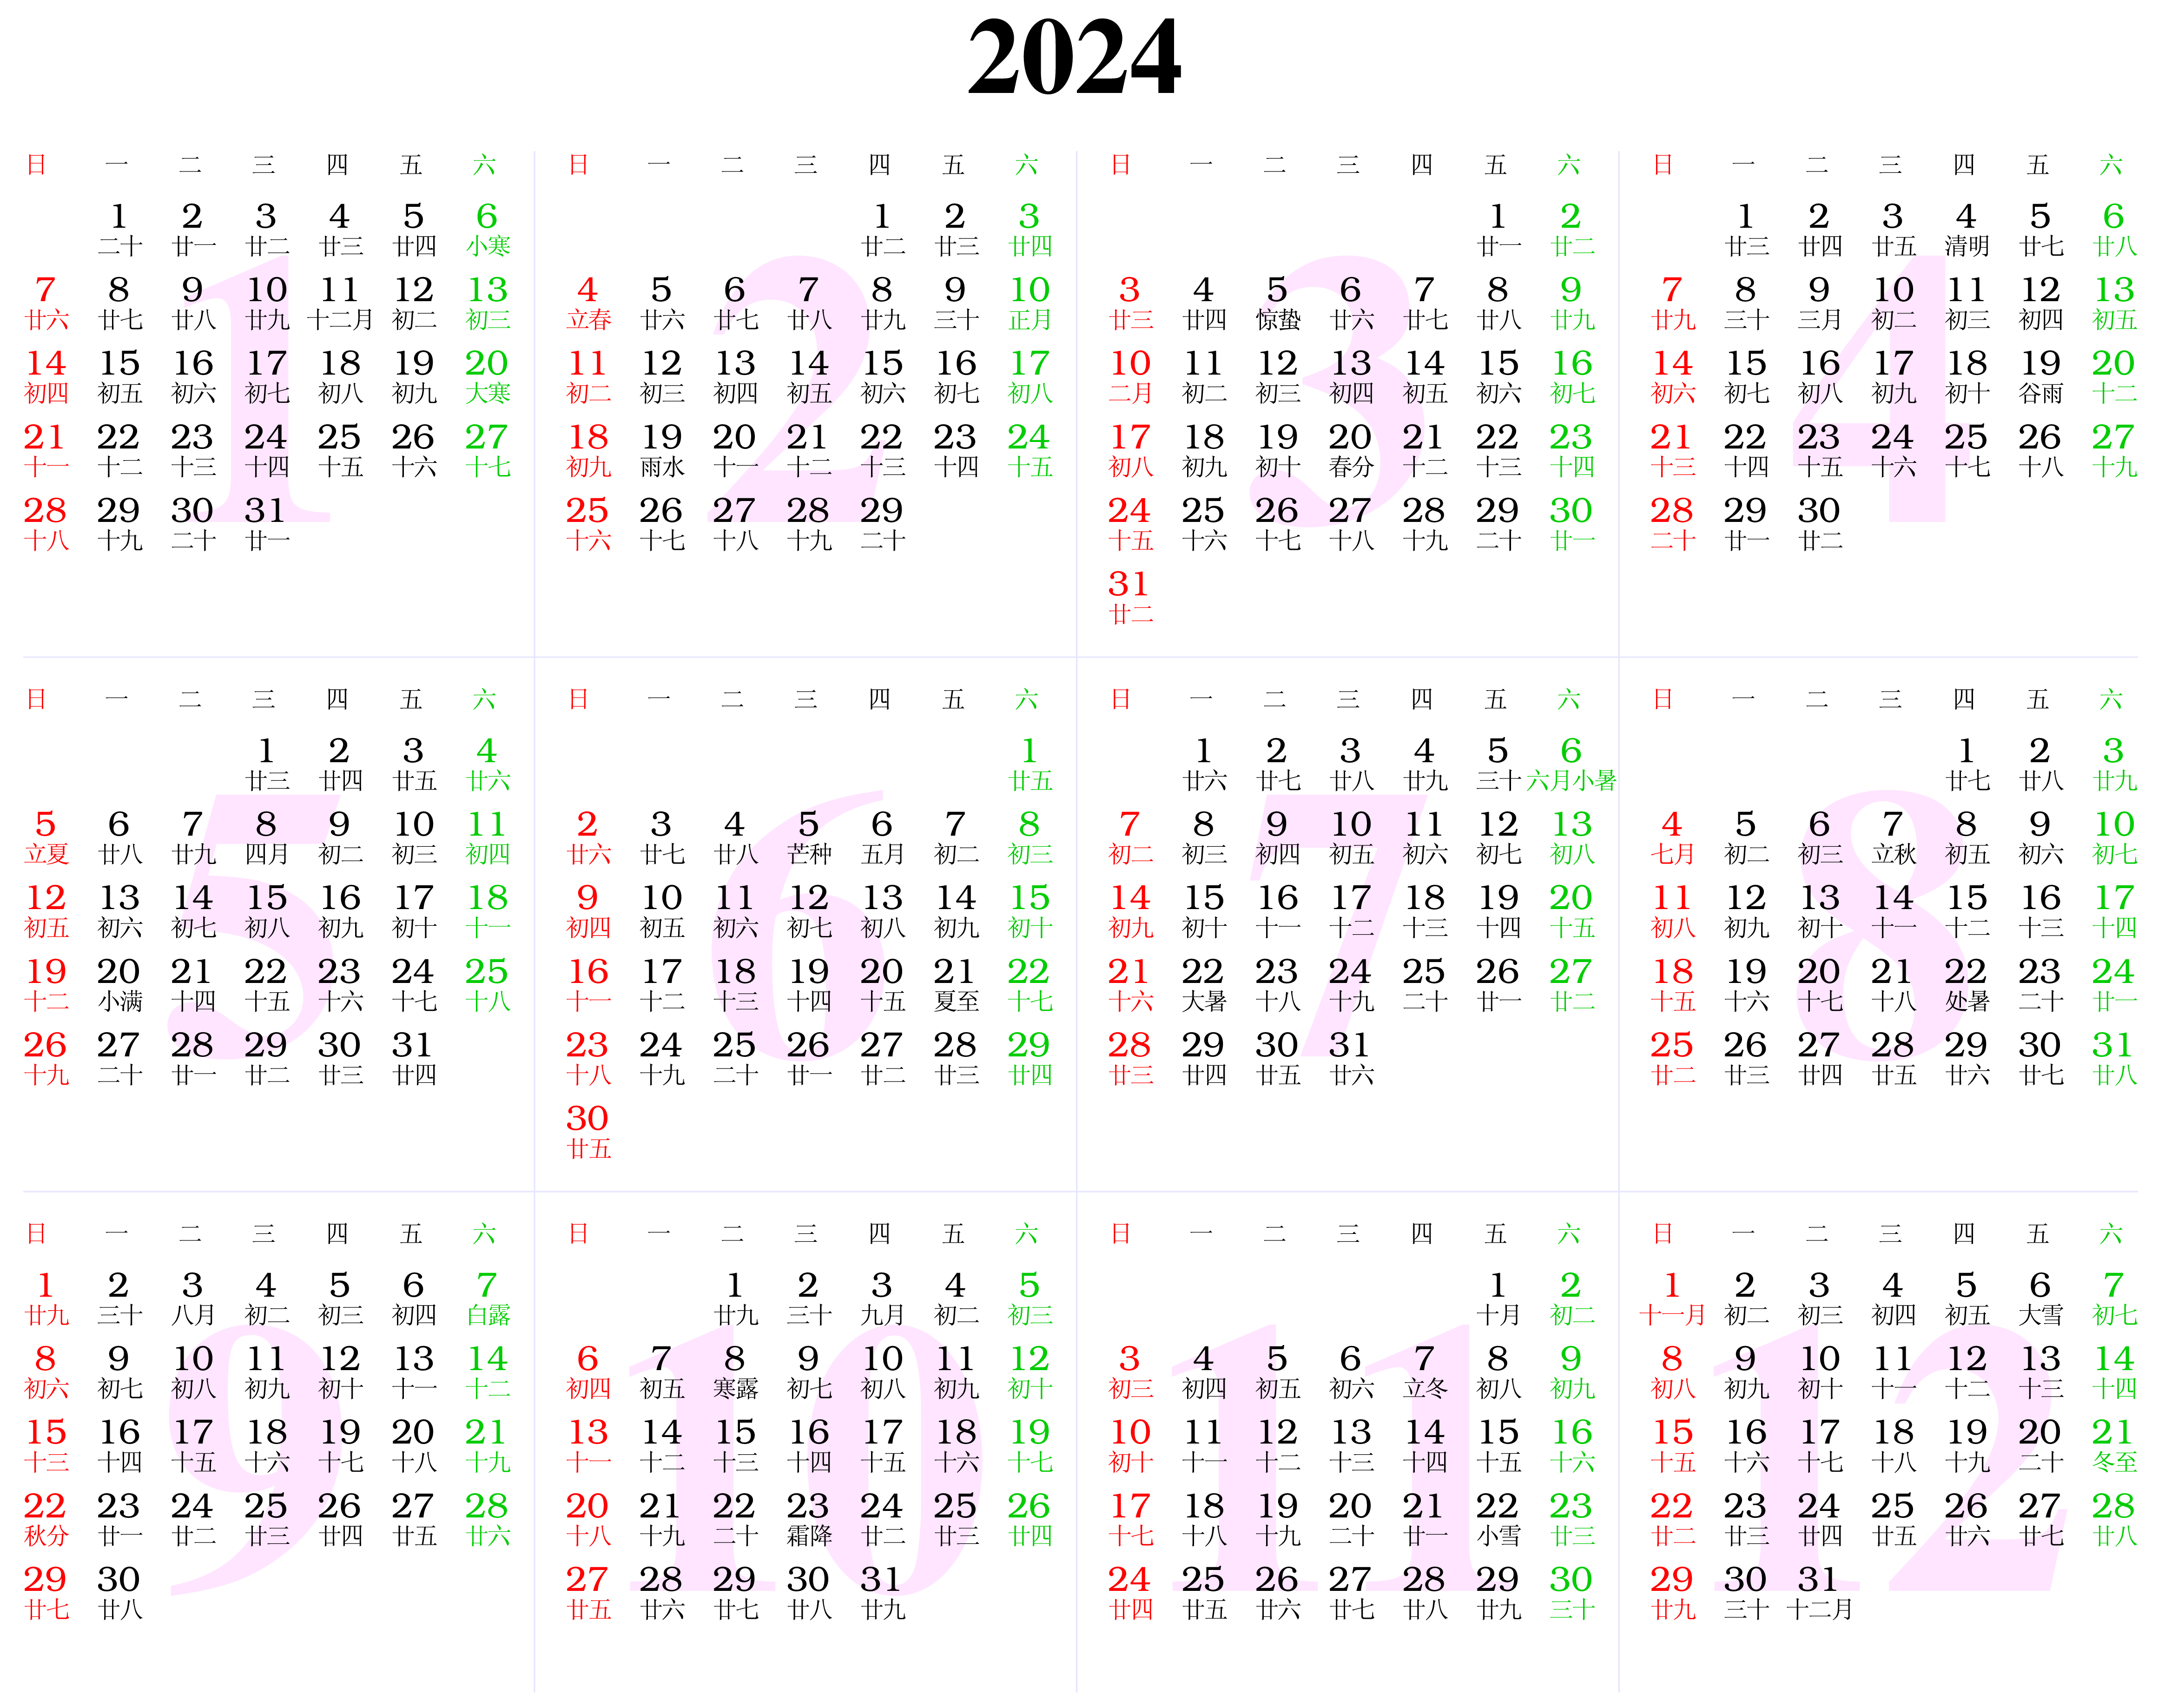 2024
日 一 二 三 四 五 六
1 2 3 4 5 6
二十 廿一 廿二 廿三 廿四 小寒
7 8 9 10 11 12 13
廿六 廿七 廿八 廿九 十二月 初二 初三
14 15 16 17 18 19 20
初四 初五 初六 初七 初八 初九 大寒
21 22 23 24 25 26 27
十一 十二 十三 十四 十五 十六 十七
28 29 30 31
十八 十九 二十 廿一
1
日 一 二 三 四 五 六
1 2 3
廿二 廿三 廿四
4 5 6 7 8 9 10
立春 廿六 廿七 廿八 廿九 三十 正月
11 12 13 14 15 16 17
初二 初三 初四 初五 初六 初七 初八
18 19 20 21 22 23 24
初九 雨水 十一 十二 十三 十四 十五
25 26 27 28 29
十六 十七 十八 十九 二十
2
日 一 二 三 四 五 六
1 2
廿一 廿二
3 4 5 6 7 8 9
廿三 廿四 惊蛰 廿六 廿七 廿八 廿九
10 11 12 13 14 15 16
二月 初二 初三 初四 初五 初六 初七
17 18 19 20 21 22 23
初八 初九 初十 春分 十二 十三 十四
24 25 26 27 28 29 30
十五 十六 十七 十八 十九 二十 廿一
31
廿二
3
日 一 二 三 四 五 六
1 2 3 4 5 6
廿三 廿四 廿五 清明 廿七 廿八
7 8 9 10 11 12 13
廿九 三十 三月 初二 初三 初四 初五
14 15 16 17 18 19 20
初六 初七 初八 初九 初十 谷雨 十二
21 22 23 24 25 26 27
十三 十四 十五 十六 十七 十八 十九
28 29 30
二十 廿一 廿二
4
日 一 二 三 四 五 六
1 2 3 4
廿三 廿四 廿五 廿六
5 6 7 8 9 10 11
立夏 廿八 廿九 四月 初二 初三 初四
12 13 14 15 16 17 18
初五 初六 初七 初八 初九 初十 十一
19 20 21 22 23 24 25
十二 小满 十四 十五 十六 十七 十八
26 27 28 29 30 31
十九 二十 廿一 廿二 廿三 廿四
5
日 一 二 三 四 五 六
1
廿五
2 3 4 5 6 7 8
廿六 廿七 廿八 芒种 五月 初二 初三
9 10 11 12 13 14 15
初四 初五 初六 初七 初八 初九 初十
16 17 18 19 20 21 22
十一 十二 十三 十四 十五 夏至 十七
23 24 25 26 27 28 29
十八 十九 二十 廿一 廿二 廿三 廿四
30
廿五
6
日 一 二 三 四 五 六
1 2 3 4 5 6
廿六 廿七 廿八 廿九 三十 六月小暑
7 8 9 10 11 12 13
初二 初三 初四 初五 初六 初七 初八
14 15 16 17 18 19 20
初九 初十 十一 十二 十三 十四 十五
21 22 23 24 25 26 27
十六 大暑 十八 十九 二十 廿一 廿二
28 29 30 31
廿三 廿四 廿五 廿六
7
日 一 二 三 四 五 六
1 2 3
廿七 廿八 廿九
4 5 6 7 8 9 10
七月 初二 初三 立秋 初五 初六 初七
11 12 13 14 15 16 17
初八 初九 初十 十一 十二 十三 十四
18 19 20 21 22 23 24
十五 十六 十七 十八 处暑 二十 廿一
25 26 27 28 29 30 31
廿二 廿三 廿四 廿五 廿六 廿七 廿八
8
日 一 二 三 四 五 六
1 2 3 4 5 6 7
廿九 三十 八月 初二 初三 初四 白露
8 9 10 11 12 13 14
初六 初七 初八 初九 初十 十一 十二
15 16 17 18 19 20 21
十三 十四 十五 十六 十七 十八 十九
22 23 24 25 26 27 28
秋分 廿一 廿二 廿三 廿四 廿五 廿六
29 30
廿七 廿八
9
日 一 二 三 四 五 六
1 2 3 4 5
廿九 三十 九月 初二 初三
6 7 8 9 10 11 12
初四 初五 寒露 初七 初八 初九 初十
13 14 15 16 17 18 19
十一 十二 十三 十四 十五 十六 十七
20 21 22 23 24 25 26
十八 十九 二十 霜降 廿二 廿三 廿四
27 28 29 30 31
廿五 廿六 廿七 廿八 廿九
10
日 一 二 三 四 五 六
1 2
十月 初二
3 4 5 6 7 8 9
初三 初四 初五 初六 立冬 初八 初九
10 11 12 13 14 15 16
初十 十一 十二 十三 十四 十五 十六
17 18 19 20 21 22 23
十七 十八 十九 二十 廿一 小雪 廿三
24 25 26 27 28 29 30
廿四 廿五 廿六 廿七 廿八 廿九 三十
11
日 一 二 三 四 五 六
1 2 3 4 5 6 7
十一月 初二 初三 初四 初五 大雪 初七
8 9 10 11 12 13 14
初八 初九 初十 十一 十二 十三 十四
15 16 17 18 19 20 21
十五 十六 十七 十八 十九 二十 冬至
22 23 24 25 26 27 28
廿二 廿三 廿四 廿五 廿六 廿七 廿八
29 30 31
廿九 三十 十二月
12